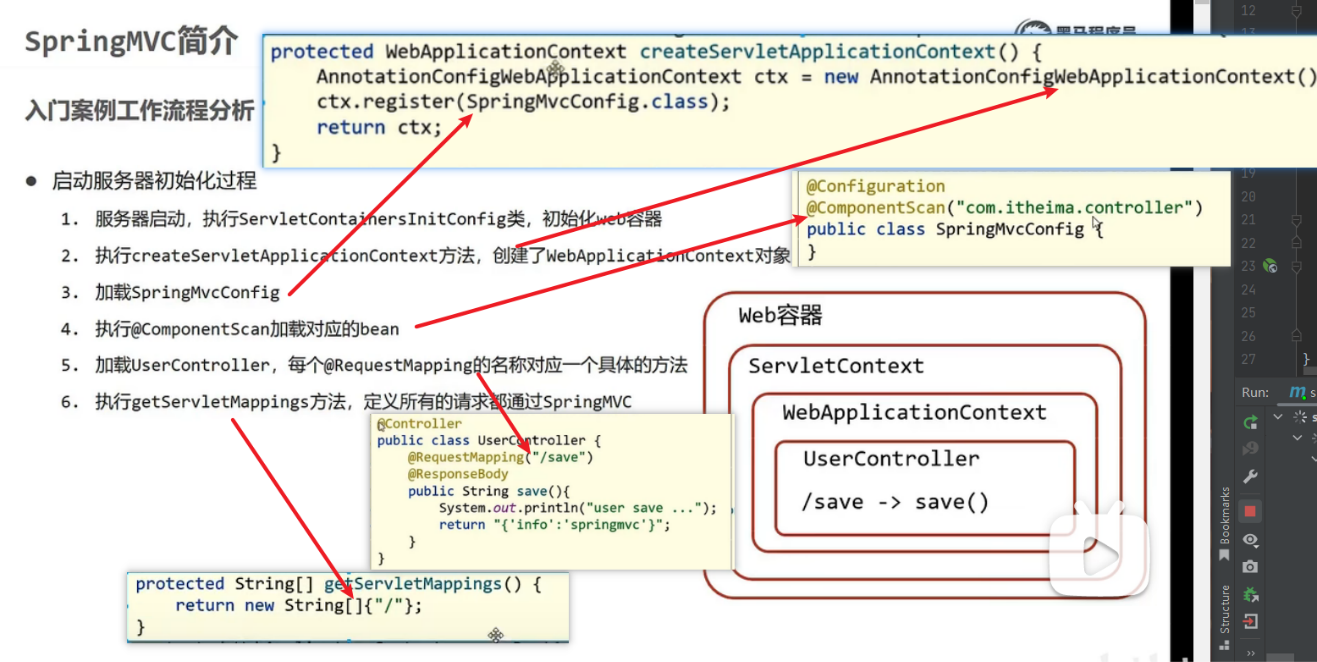 SpringMVC简介
黑马程序员
入门案例工作流程分析
protected WebApplicationContext createServletApplicationContext() {
AnnotationConfigWebApplicationContext ctx = new AnnotationConfigWebApplicationContext()
ctx.register(SpringMvcConfig.class);
return ctx;
}
● 启动服务器初始化过程
1. 服务器启动，执行ServletContainersInitConfig类，初始化web容器
2. 执行createServletApplicationContext方法，创建了WebApplicationContext对象
3. 加载SpringMvcConfig
4. 执行@ComponentScan加载对应的bean
5. 加载UserController，每个@RequestMapping的名称对应一个具体的方法
6. 执行getServletMappings方法，定义所有的请求都通过SpringMVC
@Configuration
@ComponentScan("com.itheima.controller")
public class SpringMvcConfig {
}
Web容器
ServletContext
WebApplicationContext
UserController
/save -> save()
@Controller
public class UserController {
@RequestMapping("/save")
@ResponseBody
public String save(){
System.out.println("user save ...");
return "{'info':'springmvc'}";
}
}
protected String[] getServletMappings() {
return new String[]{"/"};
}
12
19
20
21
22
23
24
25
26
27 }
Run: m s
Bookmarks
Structure